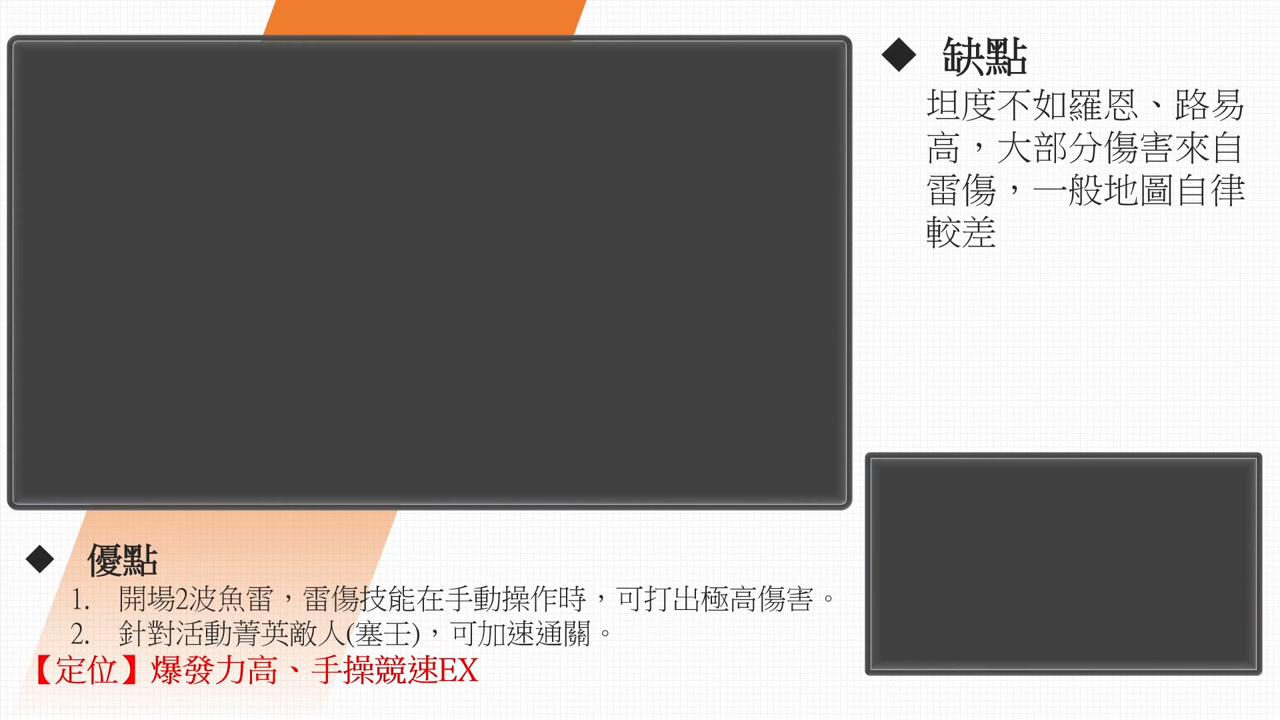 ◆ 缺點
坦度不如羅恩、路易
高，大部分傷害來自
雷傷，一般地圖自律
較差
◆ 優點
1. 開場2波魚雷，雷傷技能在手動操作時，可打出極高傷害。
2. 針對活動菁英敵人(塞壬)，可加速通關。
【定位】爆發力高、手操競速EX